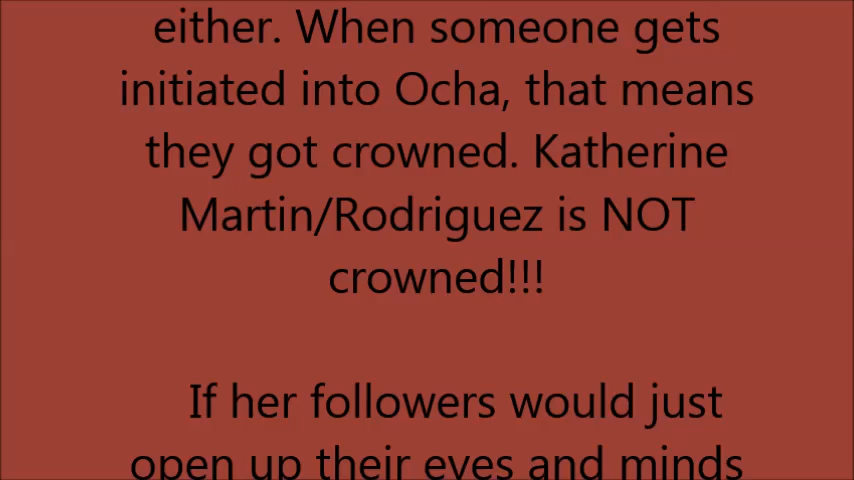 either. When someone gets
initiated into Ocha, that means
they got crowned. Katherine
Martin/Rodriguez is NOT
crowned!!!
If her followers would just
open up their eyes and minds